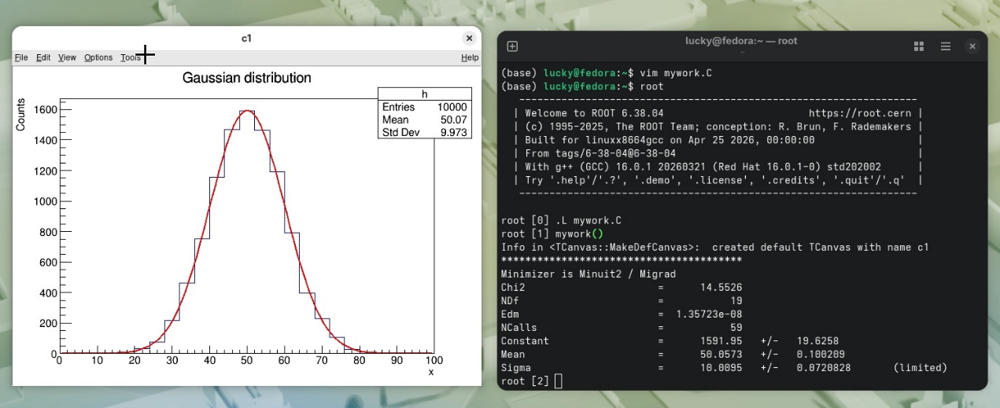 c1
File Edit View Options Tools Help
Gaussian distribution
h
Entries 10000
Mean 50.07
Std Dev 9.973
Counts
1600
1400
1200
1000
800
600
400
200
0
0 10 20 30 40 50 60 70 80 90 100
x
lucky@fedora:~ — root
~
(base) lucky@fedora:~$ vim mywork.C
(base) lucky@fedora:~$ root
------------------------------------------------------------------
| Welcome to ROOT 6.38.04 https://root.cern |
| (c) 1995-2025, The ROOT Team; conception: R. Brun, F. Rademakers |
| Built for linuxx8664gcc on Apr 25 2026, 00:00:00 |
| From tags/6-38-04@6-38-04 |
| With g++ (GCC) 16.0.1 20260321 (Red Hat 16.0.1-0) std202002 |
| Try '.help'/'.?', '.demo', '.license', '.credits', '.quit'/'.q' |
------------------------------------------------------------------
root [0] .L mywork.C
root [1] mywork()
Info in <TCanvas::MakeDefCanvas>: created default TCanvas with name c1
****************************************
Minimizer is Minuit2 / Migrad
Chi2 = 14.5526
NDf = 19
Edm = 1.35723e-08
NCalls = 59
Constant = 1591.95 +/- 19.6258
Mean = 50.0573 +/- 0.100209
Sigma = 10.0095 +/- 0.0720828 (limited)
root [2]